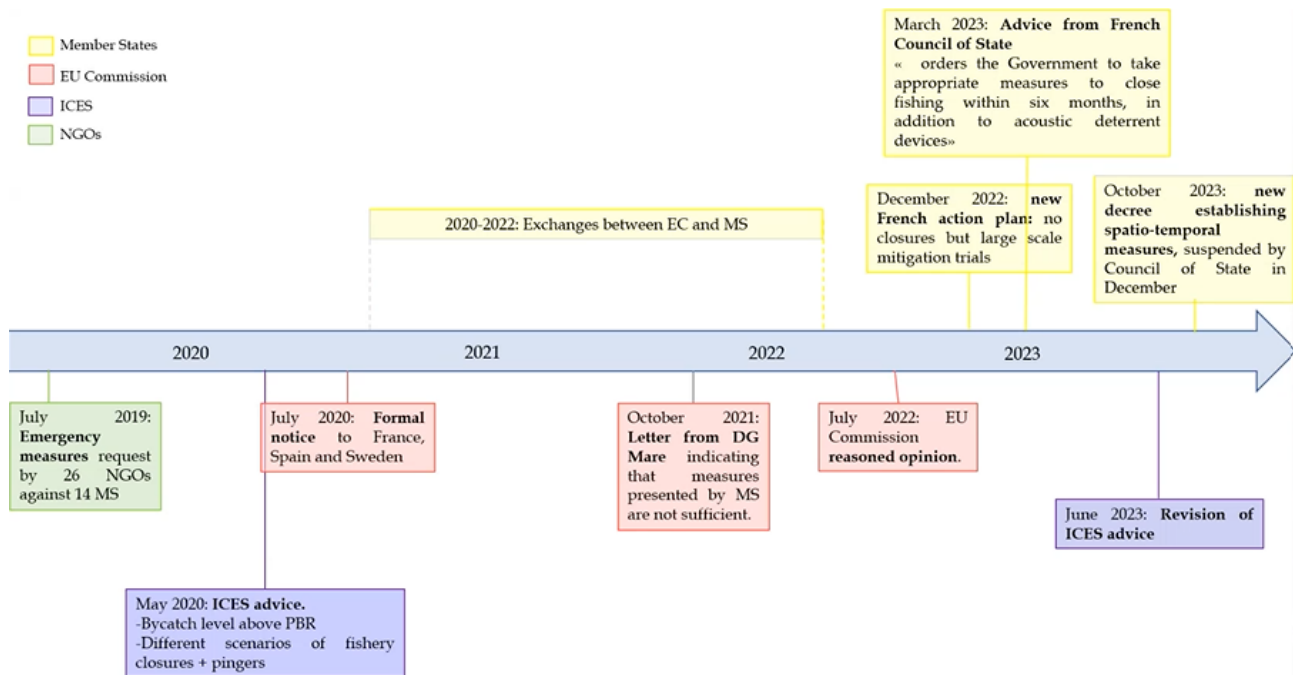 Member States
EU Commission
ICES
NGOs
March 2023: Advice from French
Council of State
« orders the Government to take
appropriate measures to close
fishing within six months, in
addition to acoustic deterrent
devices»
2020-2022: Exchanges between EC and MS
December 2022: new
French action plan: no
closures but large scale
mitigation trials
October 2023: new
decree establishing
spatio-temporal
measures, suspended by
Council of State in
December
2020
2021
2022
2023
July 2019:
Emergency
measures request
by 26 NGOs
against 14 MS
July 2020: Formal
notice to France,
Spain and Sweden
October 2021:
Letter from DG
Mare indicating
that measures
presented by MS
are not sufficient.
July 2022: EU
Commission
reasoned opinion.
June 2023: Revision of
ICES advice
May 2020: ICES advice.
-Bycatch level above PBR
-Different scenarios of fishery
closures + pingers